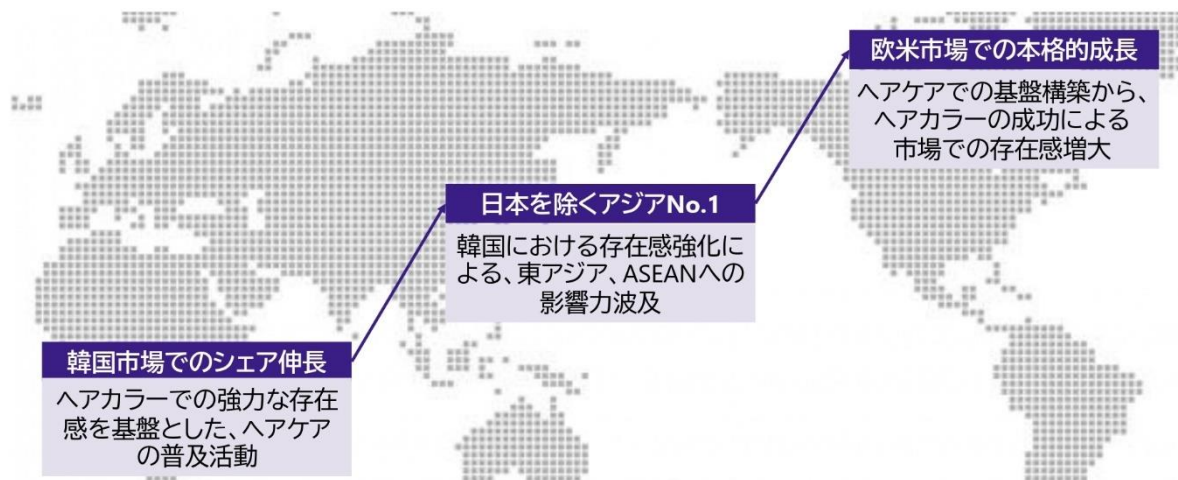 欧米市場での本格的成長
ヘアケアでの基盤構築から、
ヘアカラーの成功による
市場での存在感増大
日本を除くアジアNo.1
韓国における存在感強化に
よる、東アジア、ASEANへの
影響力波及
韓国市場でのシェア伸長
ヘアカラーでの強力な存在
感を基盤とした、ヘアケア
の普及活動